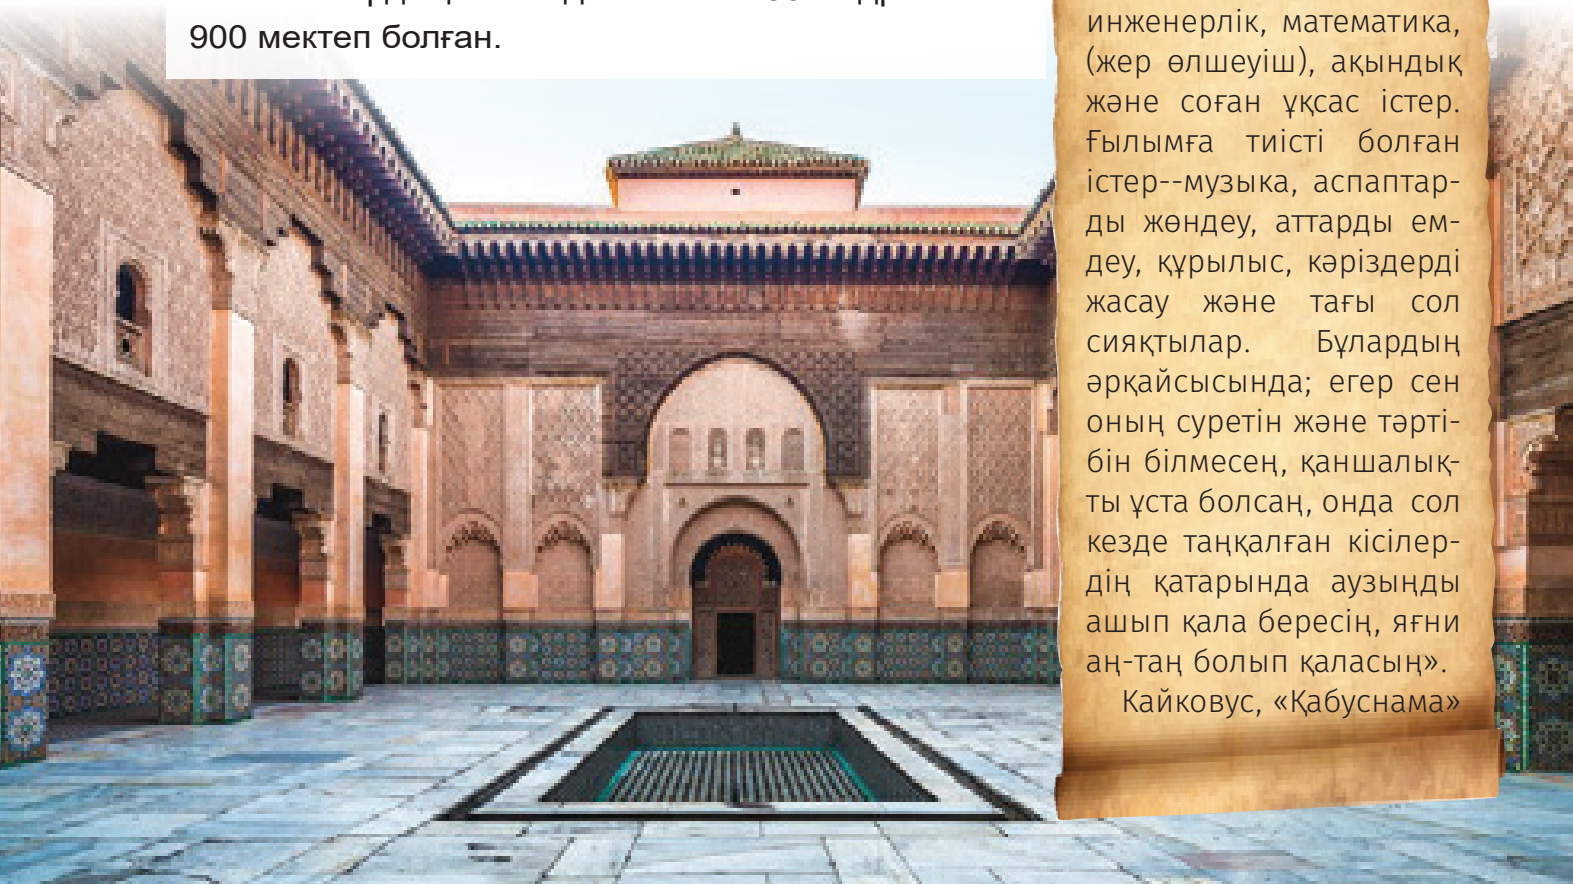 900 мектеп болған.
инженерлік, математика,
(жер өлшеуіш), ақындық
және соған ұқсас істер.
Ғылымға тиісті болған
істер--музыка, аспаптар-
ды жөндеу, аттарды ем-
деу, құрылыс, кәріздерді
жасау және тағы сол
сияқтылар. Бұлардың
әрқайсысында; егер сен
оның суретін және тәрті-
бін білмесең, қаншалық-
ты ұста болсаң, онда сол
кезде таңқалған кісілер-
дің қатарында аузыңды
ашып қала бересің, яғни
аң-таң болып қаласың».
Кайковус, «Қабуснама»